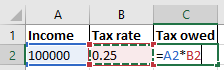 A B C
1 Income Tax rate Tax owed
2 100000 0.25 =A2*B2